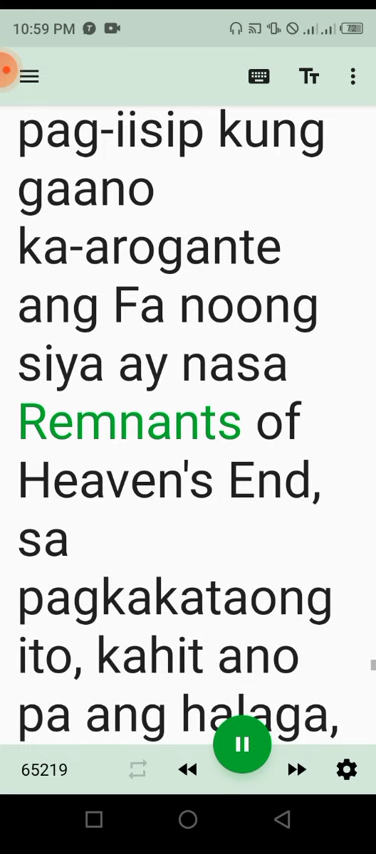 10:59 PM
72
pag-iisip kung
gaano
ka-arogante
ang Fa noong
siya ay nasa
Remnants of
Heaven's End,
sa
pagkakataong
ito, kahit ano
pa ang halaga,
65219